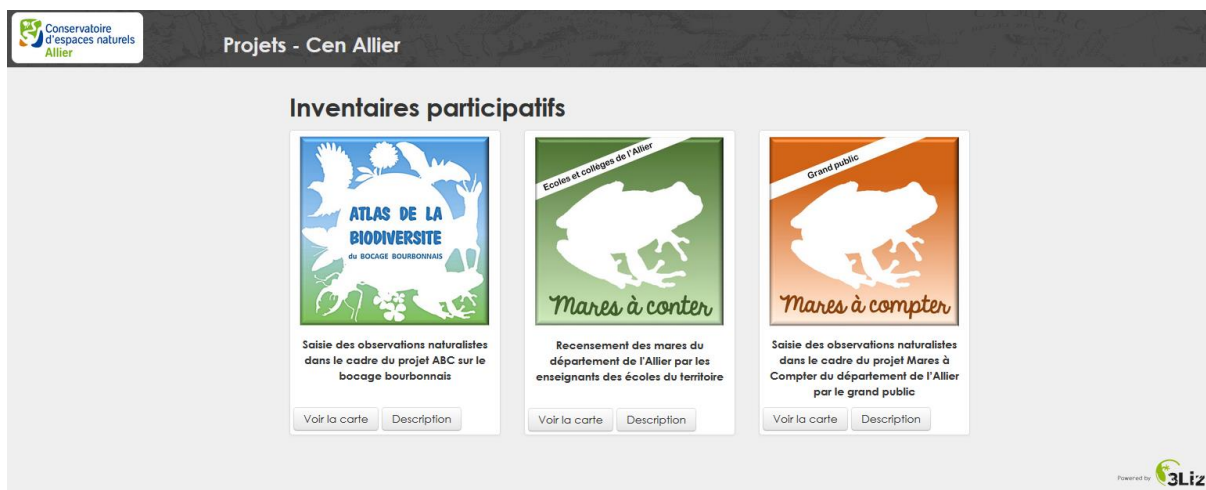 Conservatoire
d'espaces naturels
Allier
Projets - Cen Allier
Inventaires participatifs
ATLAS DE LA
BIODIVERSITE
du BOCAGE BOURBONNAIS
Saisie des observations naturalistes
dans le cadre du projet ABC sur le
bocage bourbonnais
Voir la carte
Description
Ecoles et collèges de l'Allier
Mares à conter
Recensement des mares du
département de l'Allier par les
enseignants des écoles du territoire
Voir la carte
Description
Grand public
Mares à compter
Saisie des observations naturalistes
dans le cadre du projet Mares à
Compter du département de l'Allier
par le grand public
Voir la carte
Description
Powered by
3Liz